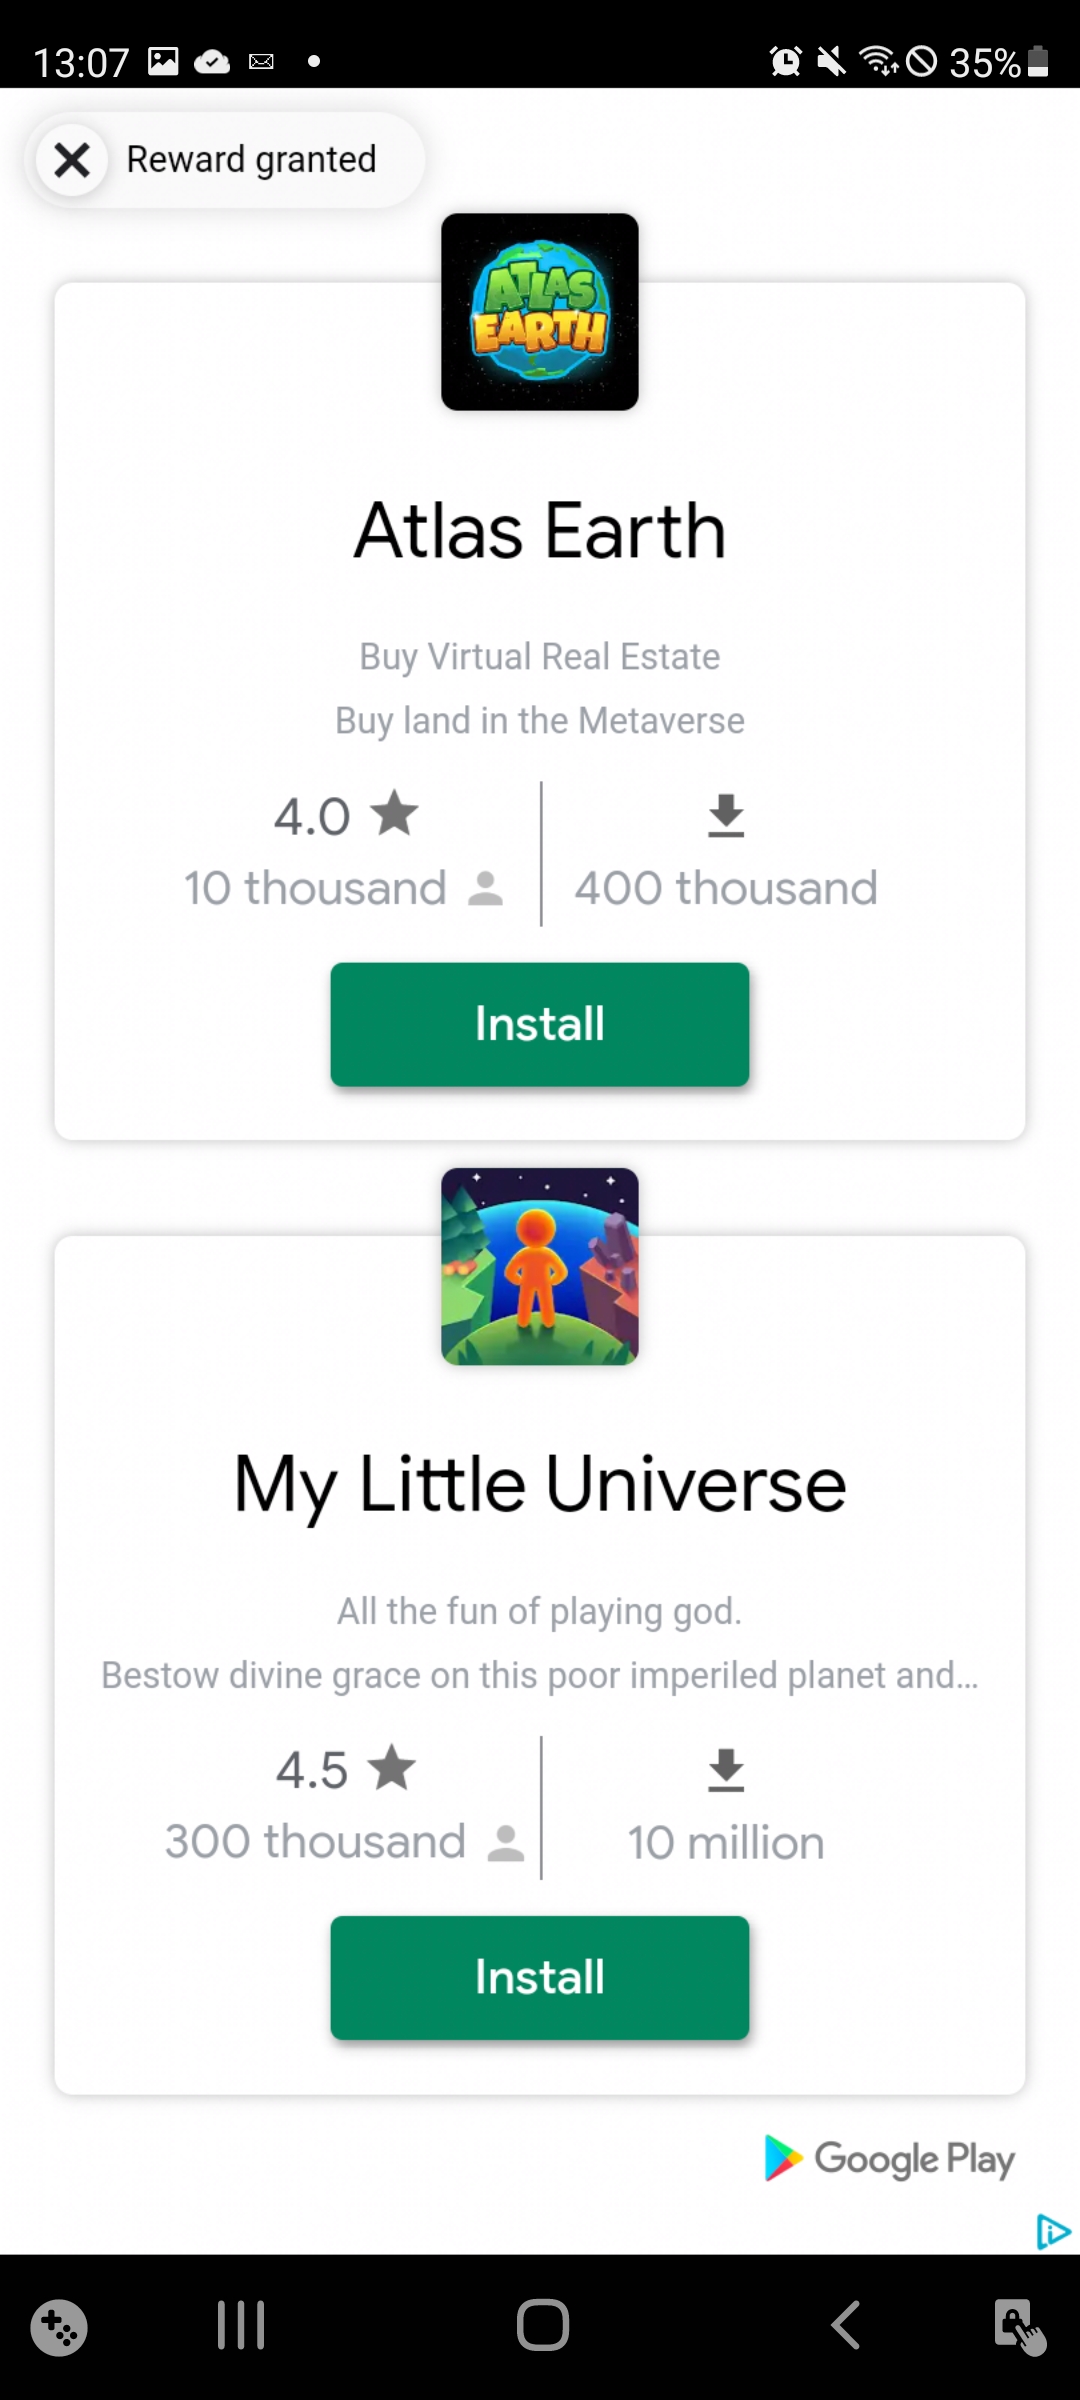 13:07
35%
Reward granted
ATLAS
EARTH
Atlas Earth
Buy Virtual Real Estate
Buy land in the Metaverse
4.0
10 thousand
400 thousand
Install
My Little Universe
All the fun of playing god.
Bestow divine grace on this poor imperiled planet and...
4.5
300 thousand
10 million
Install
Google Play